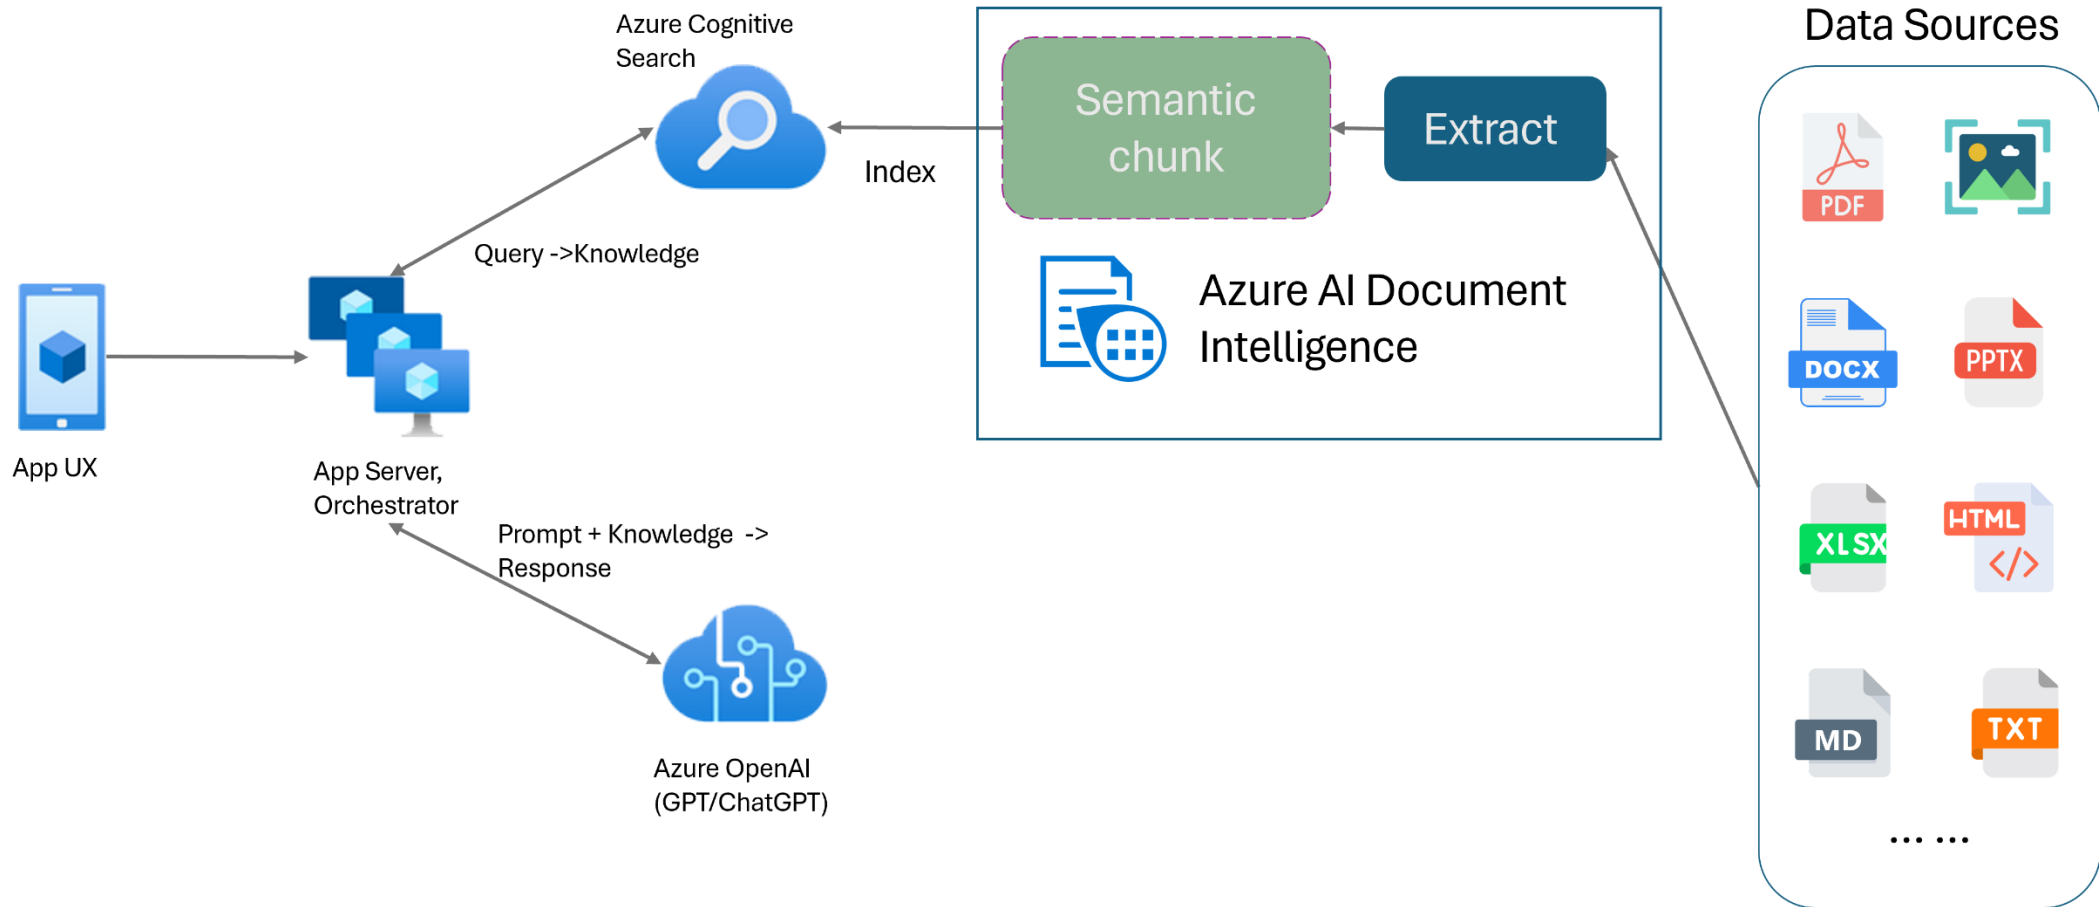 Azure Cognitive
Search
Semantic
chunk
Extract
Index
Query ->Knowledge
Azure AI Document
Intelligence
App UX
App Server,
Orchestrator
Prompt + Knowledge  ->
Response
Azure OpenAI
(GPT/ChatGPT)
Data Sources
PDF
DOCX
PPTX
XLSX
HTML
</>
MD
TXT
... ...